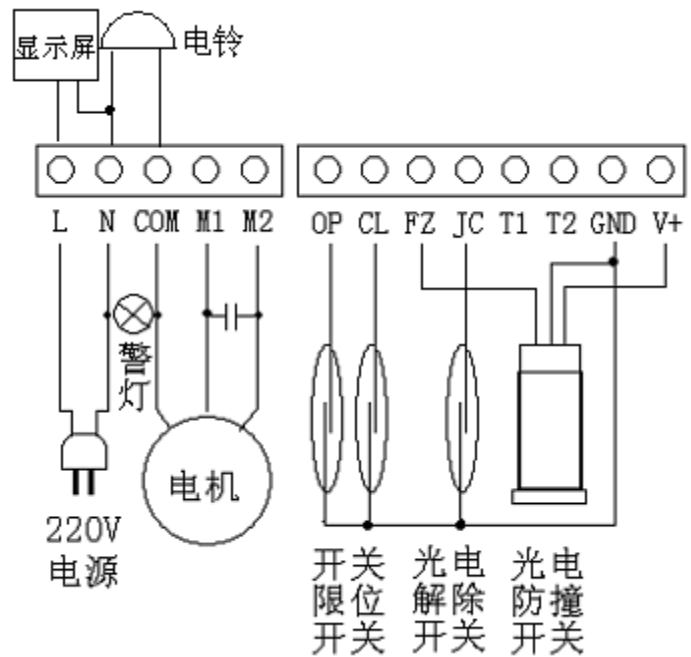 显示屏
电铃
L N COM M1 M2 OP CL FZ JC T1 T2 GND V+
警
灯
电机
220V
电源
开关
限位
开关
光电
解除
开关
光电
防撞
开关